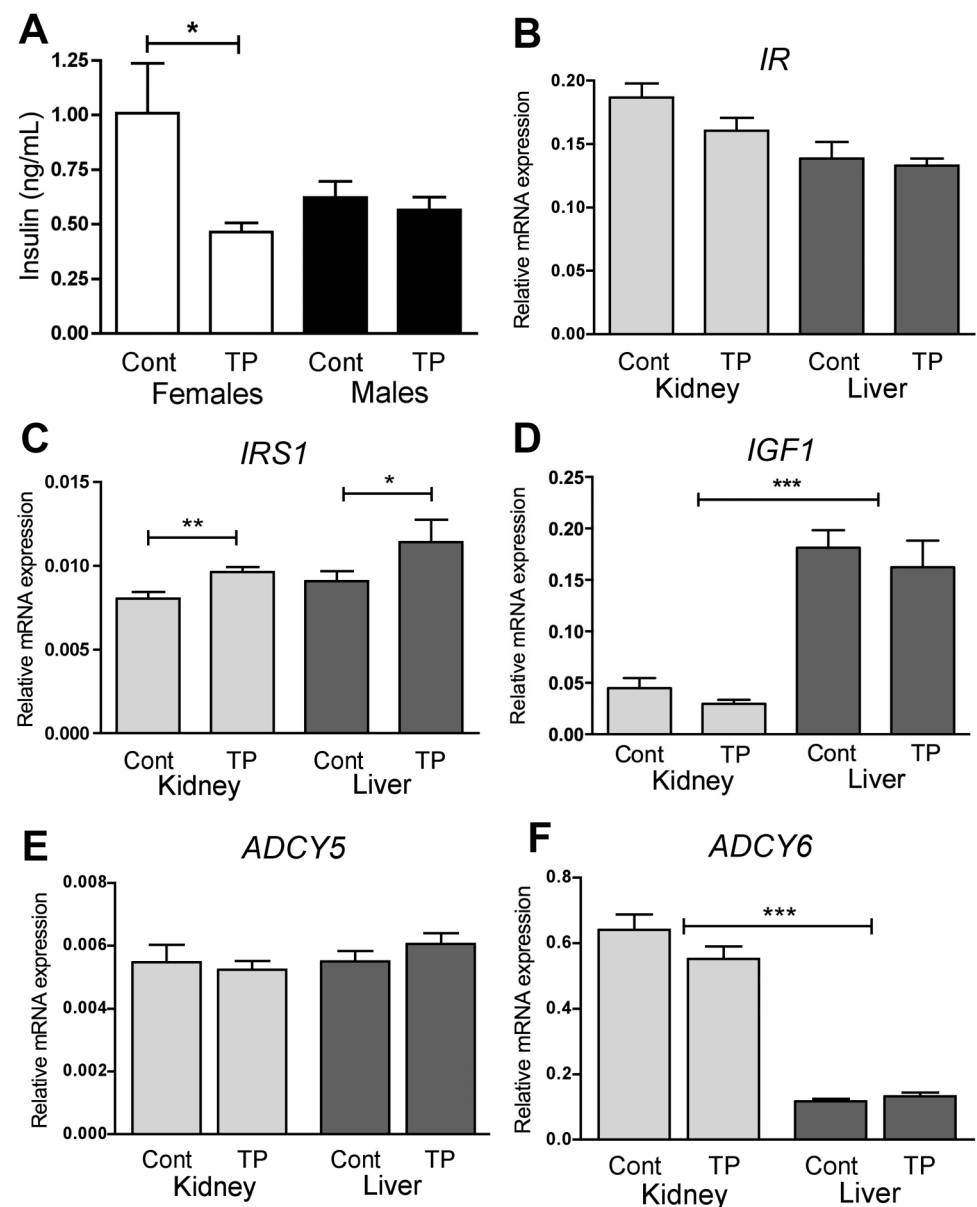 A
*
Insulin (ng/mL)
1.25
1.00
0.75
0.50
0.25
0.00
Cont TP Cont TP
Females Males
B
IR
Relative mRNA expression
0.20
0.15
0.10
0.05
0.00
Cont TP Cont TP
Kidney Liver
C
IRS1
** *
Relative mRNA expression
0.015
0.010
0.005
0.000
Cont TP Cont TP
Kidney Liver
D
IGF1
***
Relative mRNA expression
0.25
0.20
0.15
0.10
0.05
0.00
Cont TP Cont TP
Kidney Liver
E
ADCY5
Relative mRNA expression
0.008
0.006
0.004
0.002
0.000
Cont TP Cont TP
Kidney Liver
F
ADCY6
***
Relative mRNA expression
0.8
0.6
0.4
0.2
0.0
Cont TP Cont TP
Kidney Liver